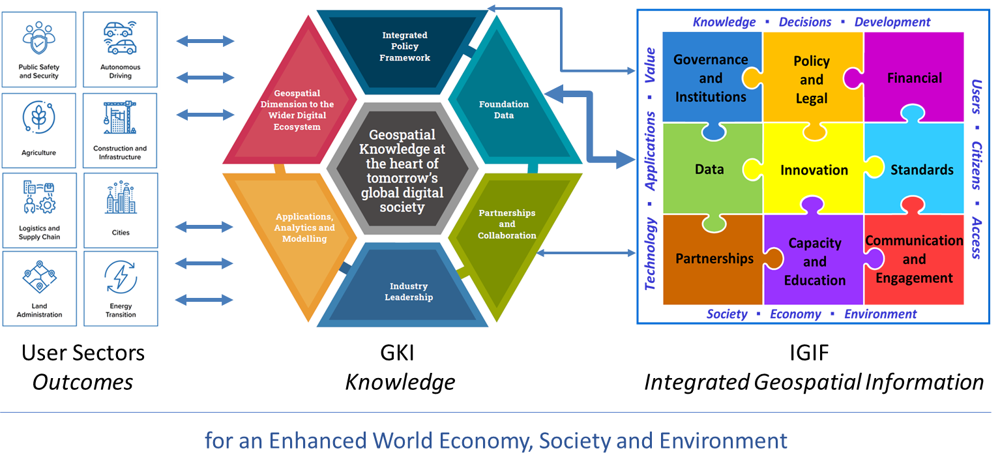 Public Safety
and Security
Autonomous
Driving
Agriculture
Construction and
Infrastructure
Logistics and
Supply Chain
Cities
Land
Administration
Energy
Transition
User Sectors
Outcomes
Integrated
Policy
Framework
Geospatial
Dimension to the
Wider Digital
Ecosystem
Foundation
Data
Geospatial
Knowledge at
the heart of
tomorrow's
global digital
society
Applications,
Analytics and
Modelling
Partnerships
and
Collaboration
Industry
Leadership
GKI
Knowledge
Knowledge ▪ Decisions ▪ Development
Technology ▪ Applications ▪ Value
Governance
and
Institutions
Policy
and
Legal
Financial
Data
Innovation
Standards
Partnerships
Capacity
and
Education
Communication
and
Engagement
Users ▪ Citizens ▪ Access
Society ▪ Economy ▪ Environment
IGIF
Integrated Geospatial Information
for an Enhanced World Economy, Society and Environment